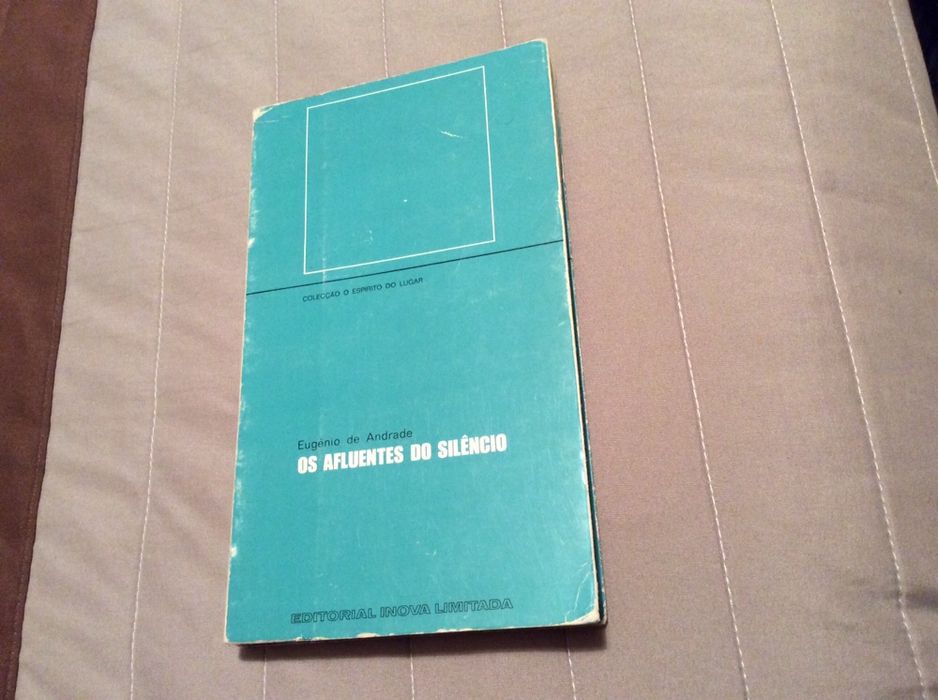 COLECÇÃO O ESPÍRITO DO LUGAR
Eugénio de Andrade
OS AFLUENTES DO SILÊNCIO
EDITORIAL INOVA LIMITADA